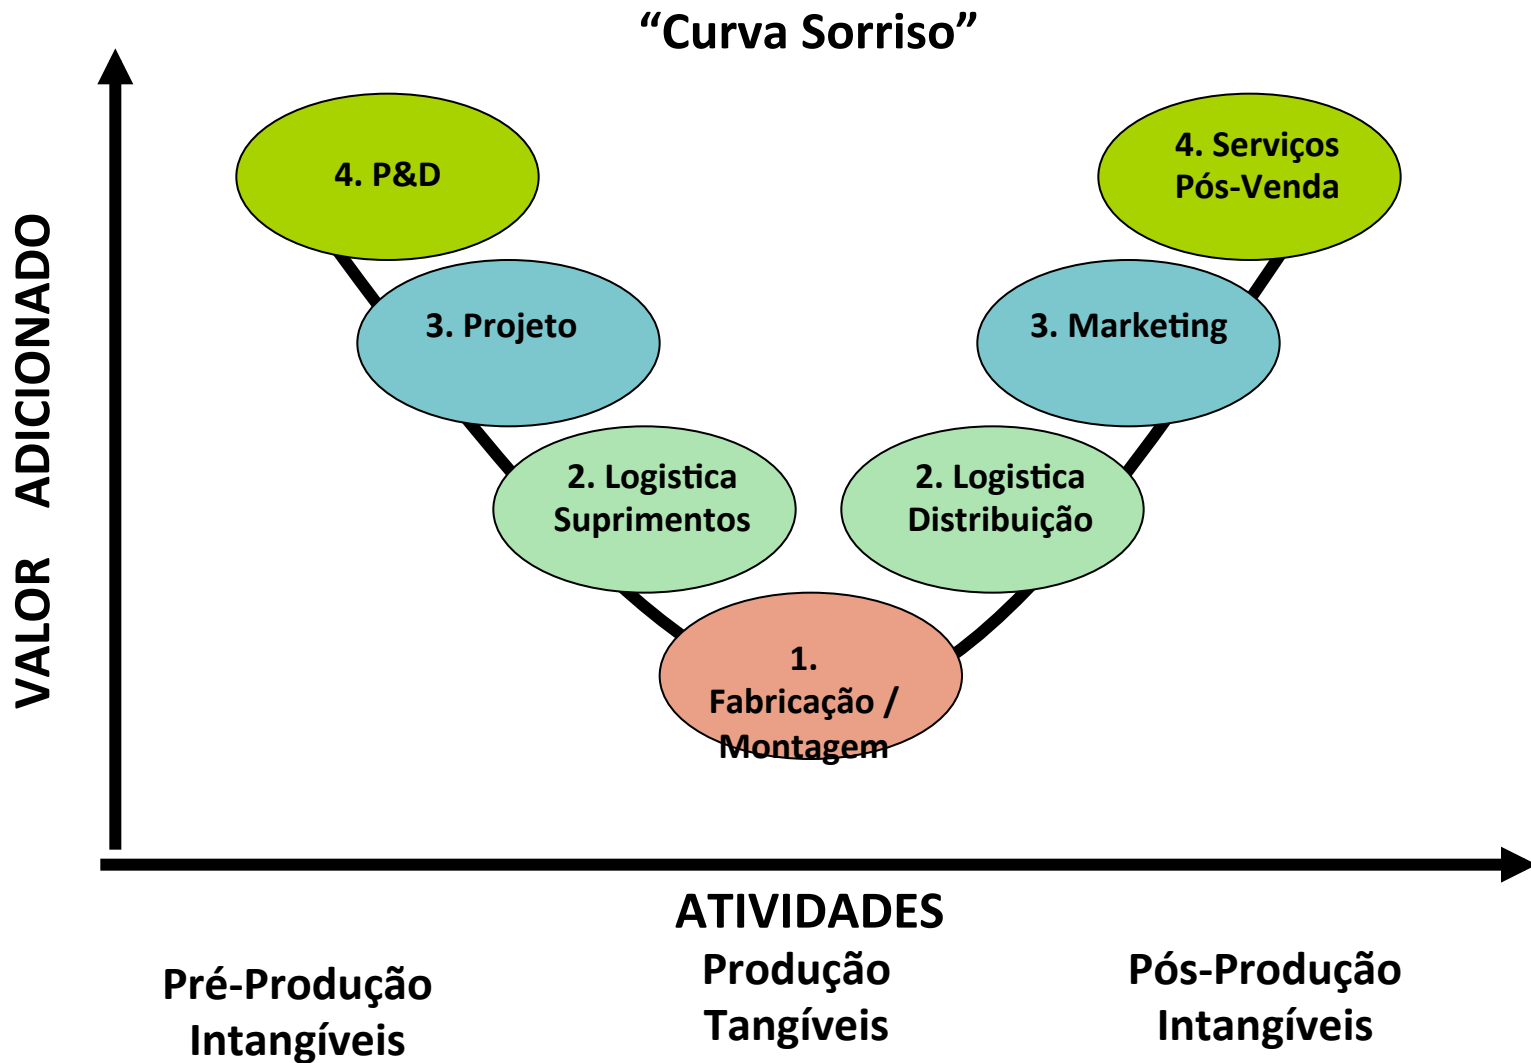 “Curva Sorriso”
VALOR ADICIONADO
4. P&D
4. Serviços
Pós-Venda
3. Projeto
3. Marketing
2. Logistica
Suprimentos
2. Logistica
Distribuição
1.
Fabricação /
Montagem
ATIVIDADES
Pré-Produção
Intangíveis
Produção
Tangíveis
Pós-Produção
Intangíveis